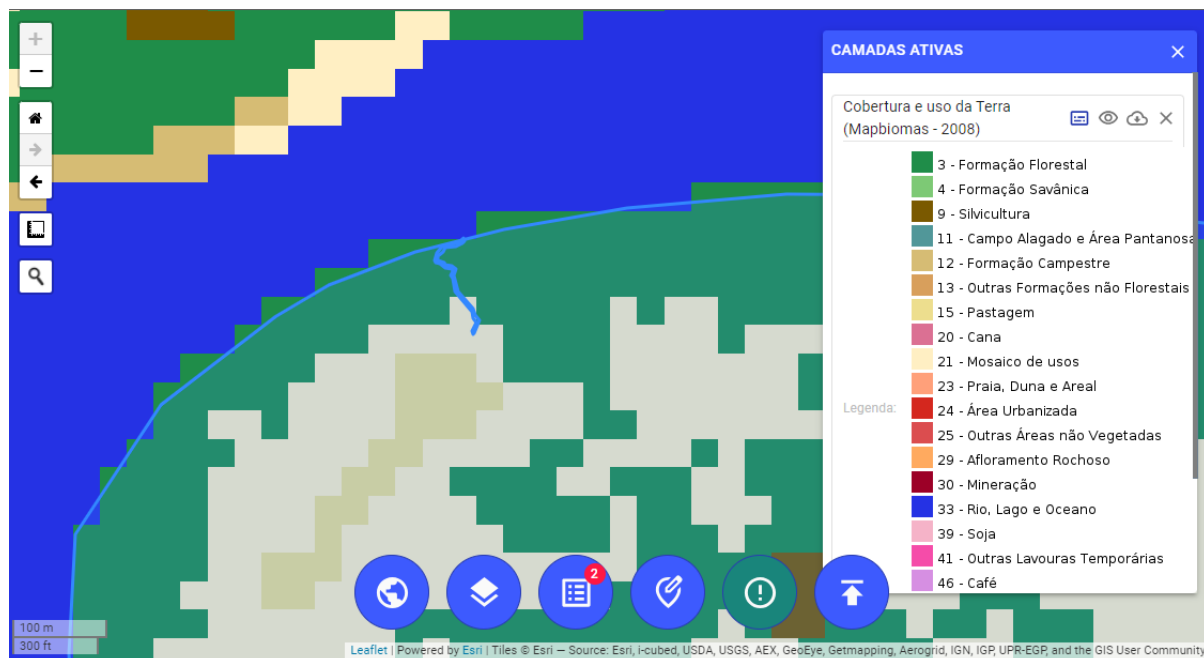 +
−
CAMADAS ATIVAS
×
Cobertura e uso da Terra
(Mapbiomas - 2008)
Legenda:
3 - Formação Florestal
4 - Formação Savânica
9 - Silvicultura
11 - Campo Alagado e Área Pantanosa
12 - Formação Campestre
13 - Outras Formações não Florestais
15 - Pastagem
20 - Cana
21 - Mosaico de usos
23 - Praia, Duna e Areal
24 - Área Urbanizada
25 - Outras Áreas não Vegetadas
29 - Afloramento Rochoso
30 - Mineração
33 - Rio, Lago e Oceano
39 - Soja
41 - Outras Lavouras Temporárias
46 - Café
2
100 m
300 ft
Leaflet | Powered by Esri | Tiles © Esri — Source: Esri, i-cubed, USDA, USGS, AEX, GeoEye, Getmapping, Aerogrid, IGN, IGP, UPR-EGP, and the GIS User Community